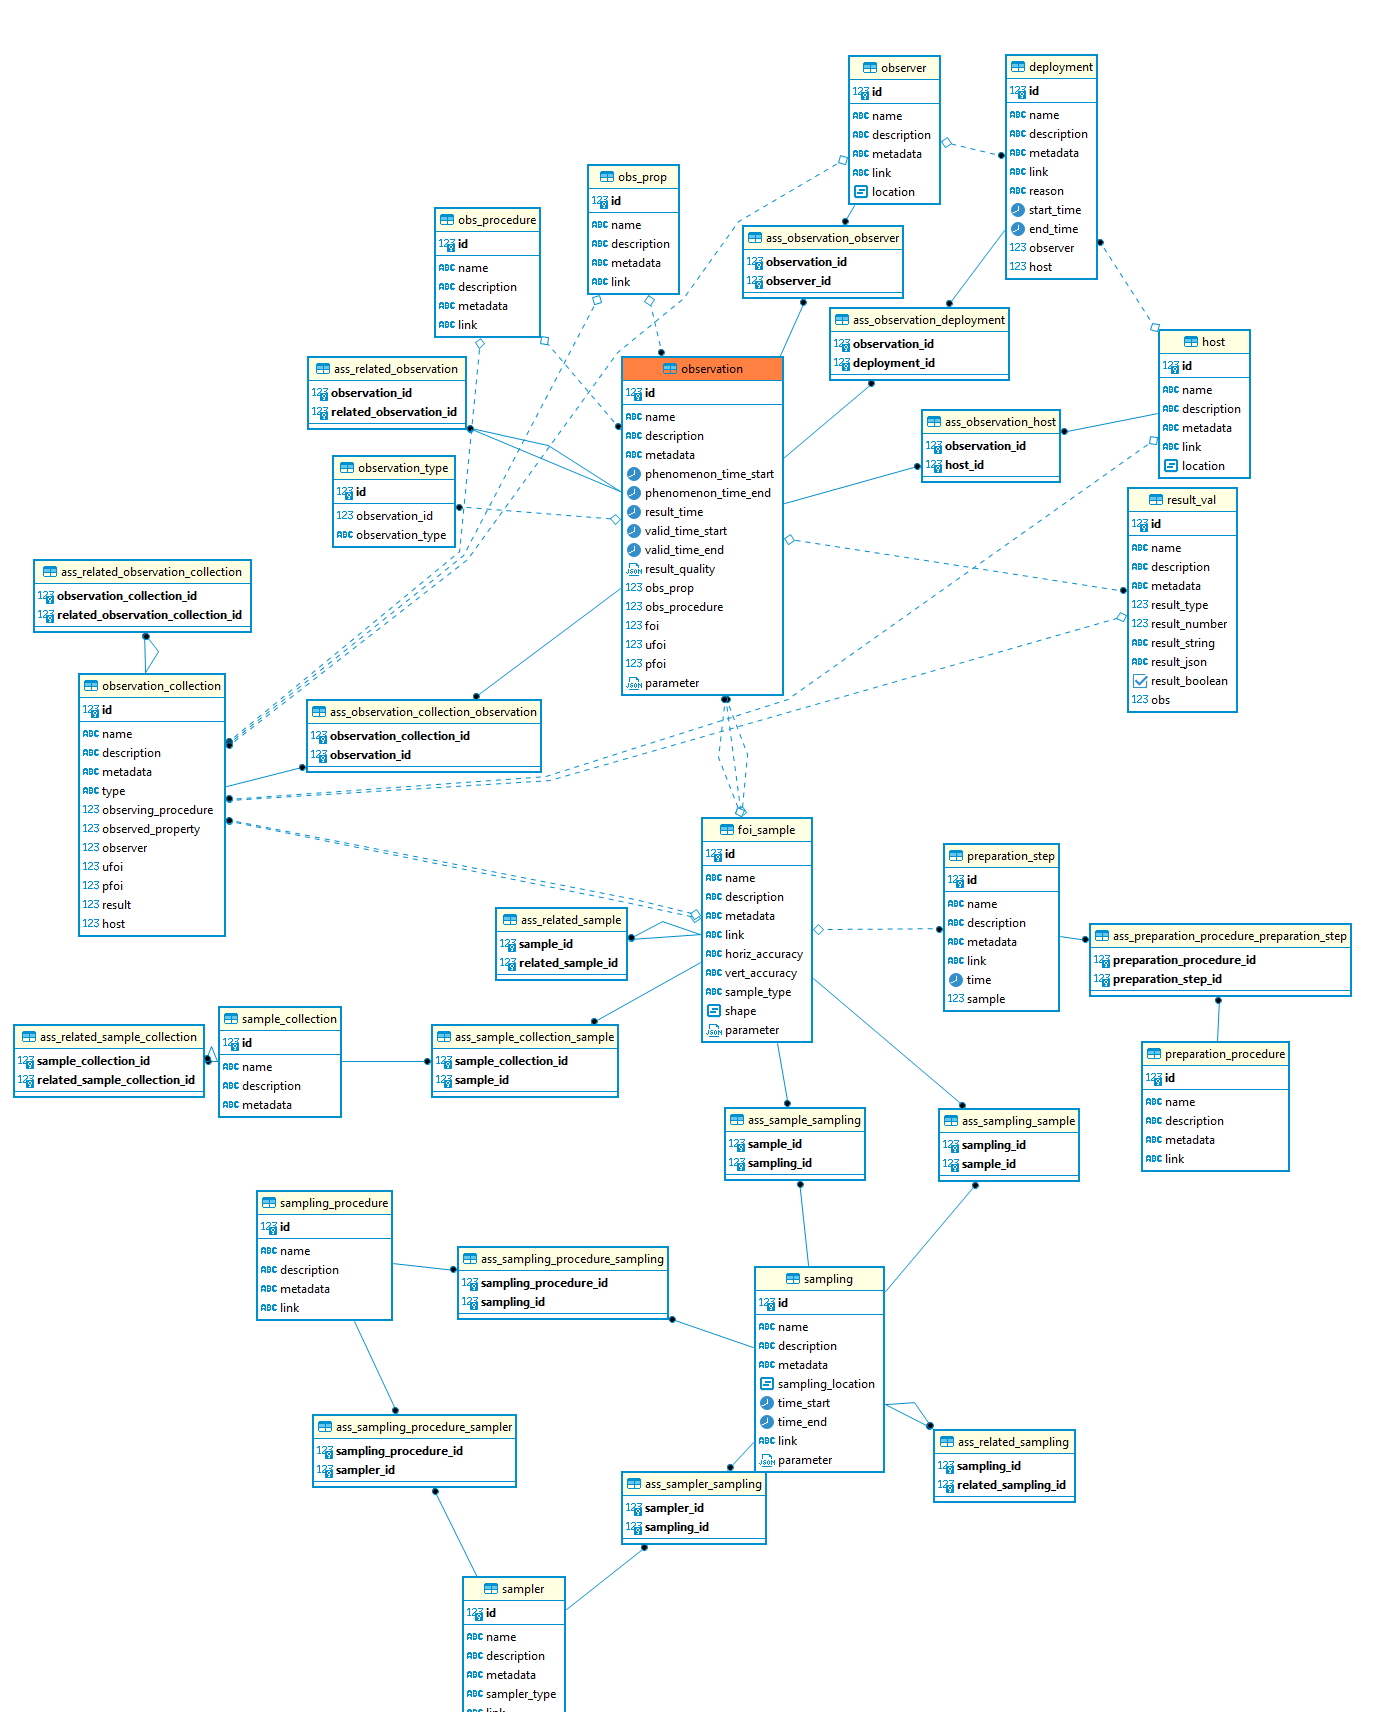 observer
id
name
description
metadata
link
location
deployment
id
name
description
metadata
link
reason
start_time
end_time
observer
host
obs_prop
id
name
description
metadata
link
obs_procedure
id
name
description
metadata
link
ass_observation_observer
observation_id
observer_id
ass_observation_deployment
observation_id
deployment_id
host
id
name
description
metadata
link
location
ass_related_observation
observation_id
related_observation_id
observation
id
name
description
metadata
phenomenon_time_start
phenomenon_time_end
result_time
valid_time_start
valid_time_end
result_quality
obs_prop
obs_procedure
foi
ufoi
pfoi
parameter
ass_observation_host
observation_id
host_id
observation_type
id
observation_id
observation_type
result_val
id
name
description
metadata
result_type
result_number
result_string
result_json
result_boolean
obs
ass_related_observation_collection
observation_collection_id
related_observation_collection_id
observation_collection
id
name
description
metadata
type
observing_procedure
observed_property
observer
ufoi
pfoi
result
host
ass_observation_collection_observation
observation_collection_id
observation_id
foi_sample
id
name
description
metadata
link
horiz_accuracy
vert_accuracy
sample_type
shape
parameter
preparation_step
id
name
description
metadata
link
time
sample
ass_related_sample
sample_id
related_sample_id
ass_preparation_procedure_preparation_step
preparation_procedure_id
preparation_step_id
sample_collection
id
name
description
metadata
ass_related_sample_collection
sample_collection_id
related_sample_collection_id
ass_sample_collection_sample
sample_collection_id
sample_id
preparation_procedure
id
name
description
metadata
link
ass_sample_sampling
sample_id
sampling_id
ass_sampling_sample
sampling_id
sample_id
sampling_procedure
id
name
description
metadata
link
ass_sampling_procedure_sampling
sampling_procedure_id
sampling_id
sampling
id
name
description
metadata
sampling_location
time_start
time_end
link
parameter
ass_sampling_procedure_sampler
sampling_procedure_id
sampler_id
ass_related_sampling
sampling_id
related_sampling_id
ass_sampler_sampling
sampler_id
sampling_id
sampler
id
name
description
metadata
sampler_type
link